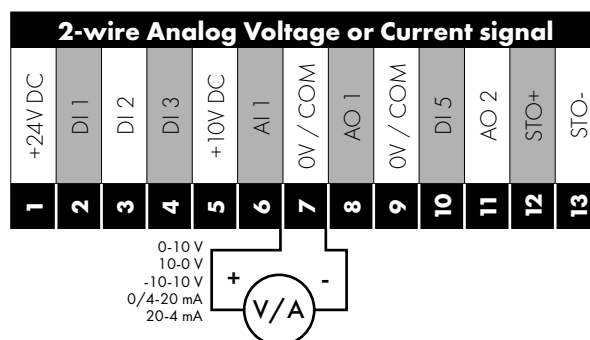 2-wire Analog Voltage or Current signal
+24V DC
DI 1
DI 2
DI 3
+10V DC
AI 1
0V / COM
AO 1
0V / COM
DI 5
AO 2
STO+
STO-
1
2
3
4
5
6
7
8
9
10
11
12
13
0-10 V
10-0 V
-10-10 V
0/4-20 mA
20-4 mA
+
-
V/A